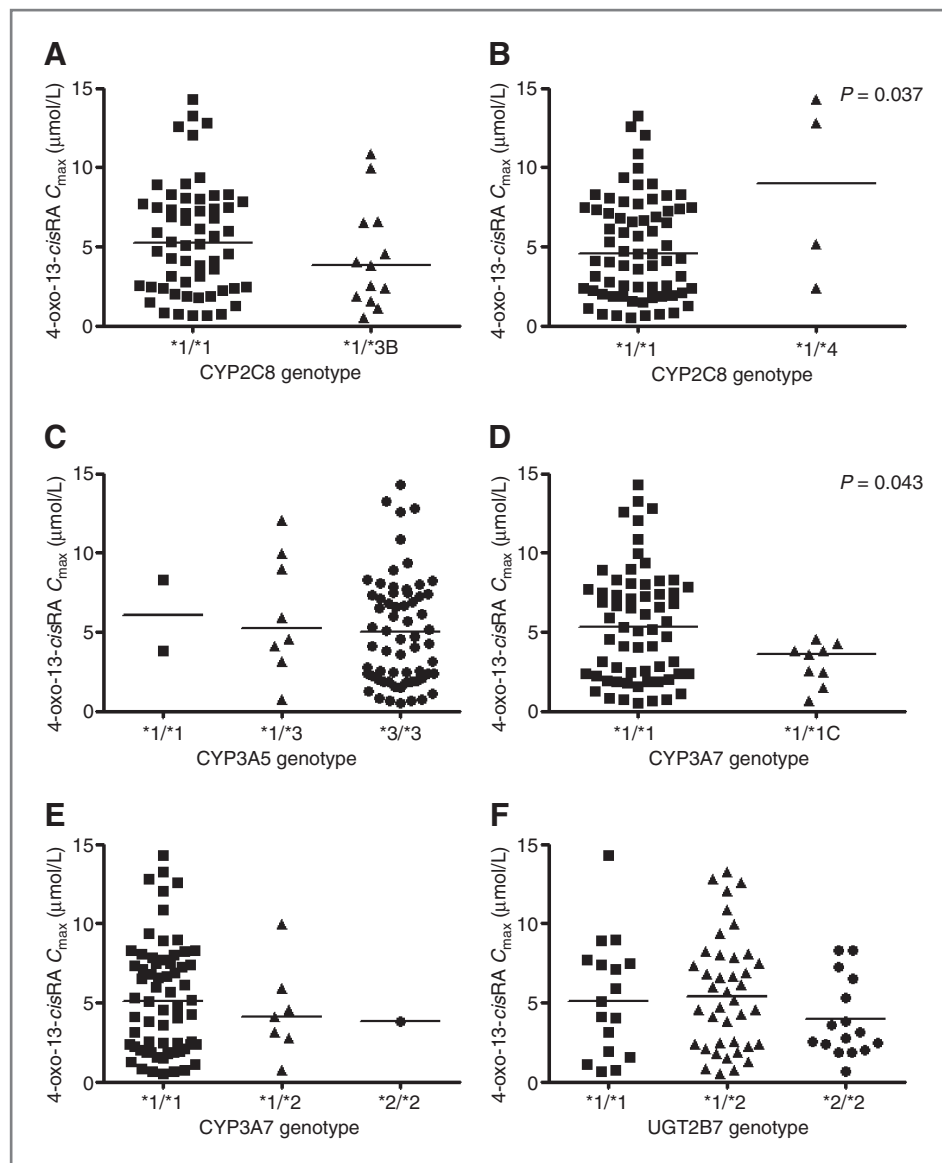 A
4-oxo-13-cisRA Cmax (µmol/L)
15
10
5
0
*1/*1
*1/*3B
CYP2C8 genotype
B
4-oxo-13-cisRA Cmax (µmol/L)
15
10
5
0
P = 0.037
*1/*1
*1/*4
CYP2C8 genotype
C
4-oxo-13-cisRA Cmax (µmol/L)
15
10
5
0
*1/*1
*1/*3
*3/*3
CYP3A5 genotype
D
4-oxo-13-cisRA Cmax (µmol/L)
15
10
5
0
P = 0.043
*1/*1
*1/*1C
CYP3A7 genotype
E
4-oxo-13-cisRA Cmax (µmol/L)
15
10
5
0
*1/*1
*1/*2
*2/*2
CYP3A7 genotype
F
4-oxo-13-cisRA Cmax (µmol/L)
15
10
5
0
*1/*1
*1/*2
*2/*2
UGT2B7 genotype